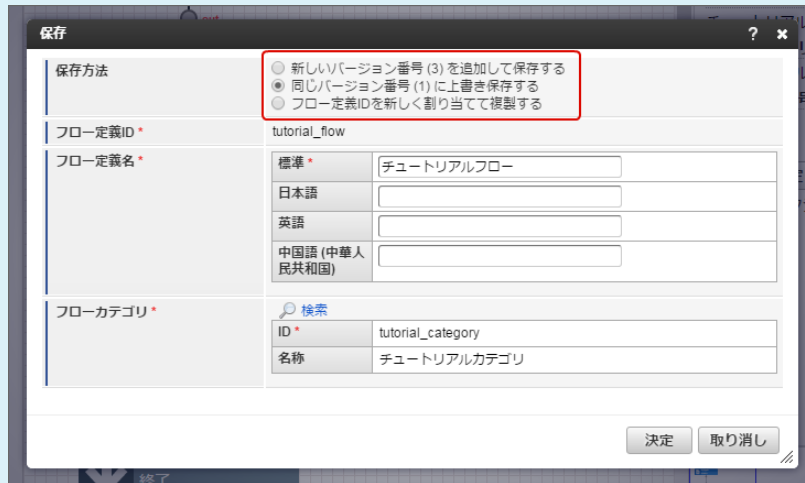 保存
? ×
保存方法
新しいバージョン番号 (3) を追加して保存する
同じバージョン番号 (1) に上書き保存する
フロー定義IDを新しく割り当てて複製する
フロー定義ID * tutorial_flow
フロー定義名 *
標準 * チュートリアルフロー
日本語
英語
中国語 (中華人
民共和国)
フローカテゴリ *
検索
ID * tutorial_category
名称 チュートリアルカテゴリ
決定 取り消し
終了